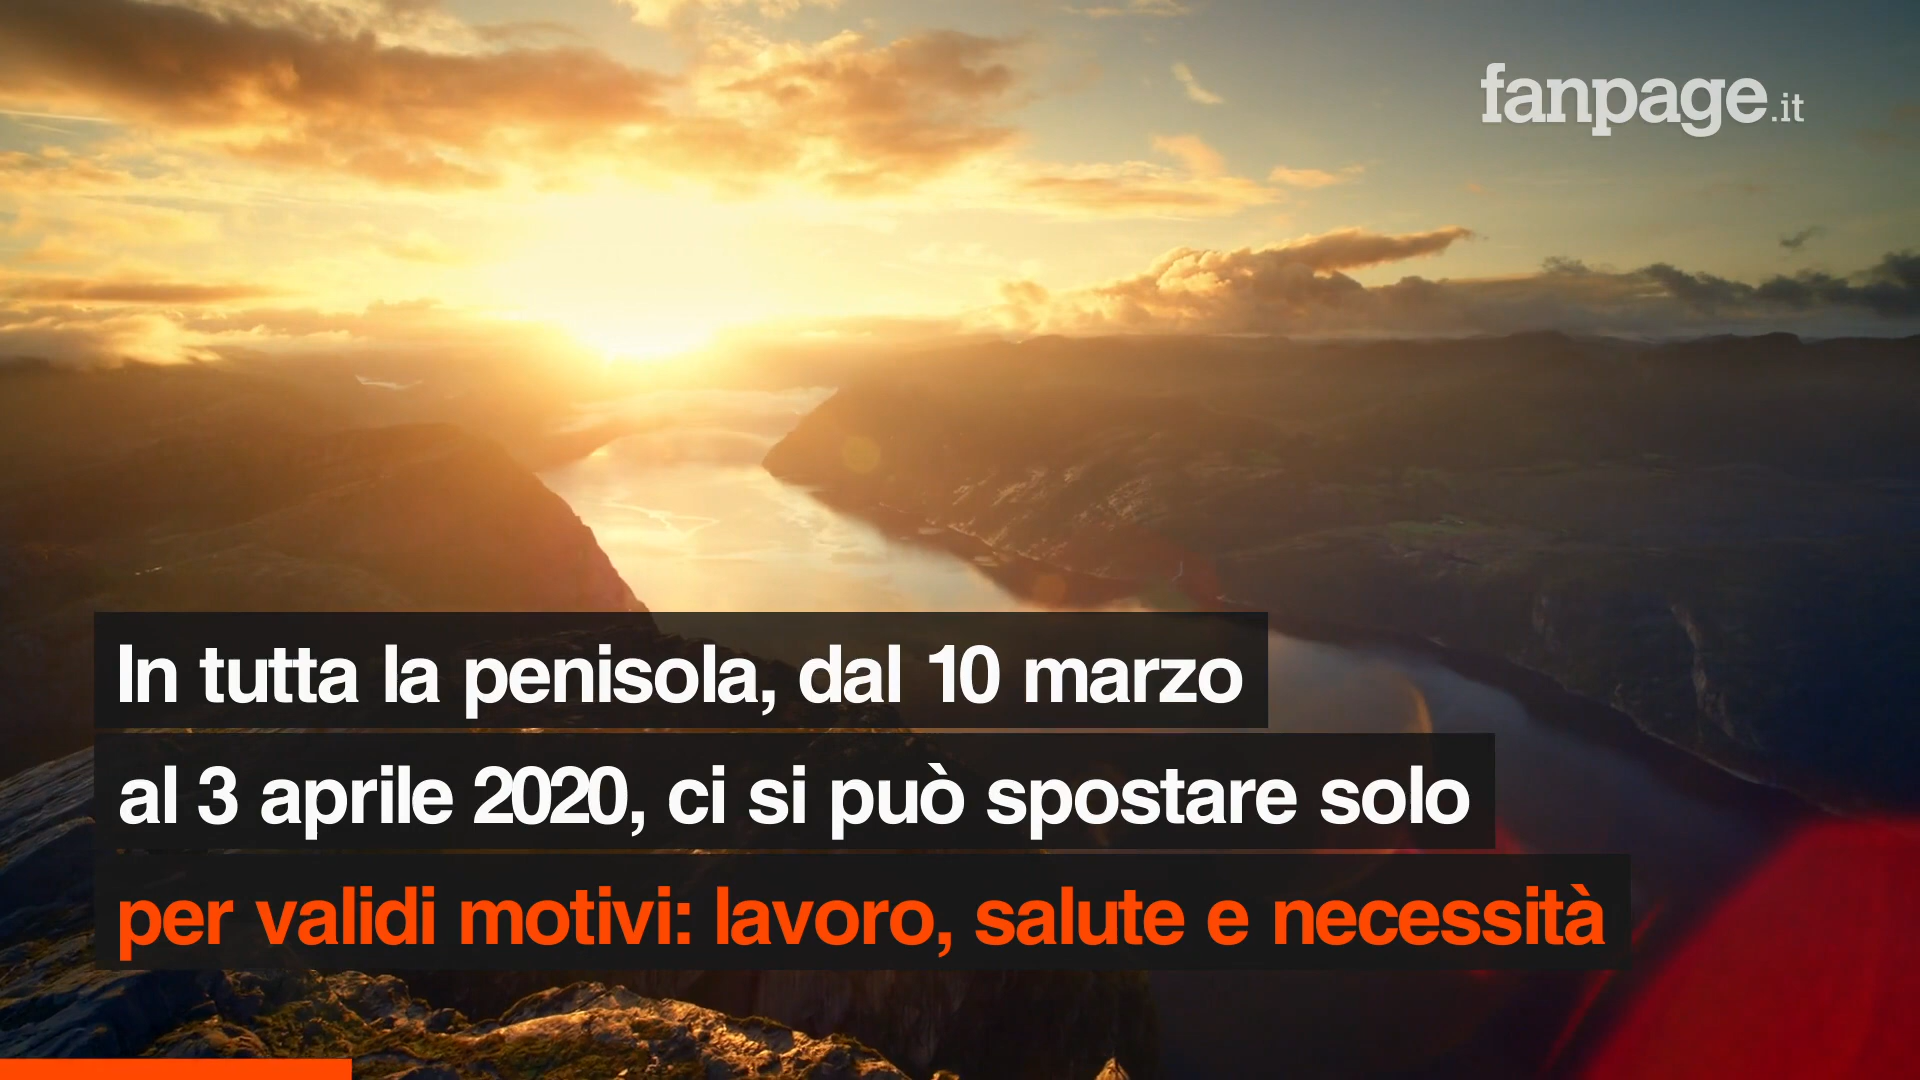 fanpage.it
In tutta la penisola, dal 10 marzo
al 3 aprile 2020, ci si può spostare solo
per validi motivi: lavoro, salute e necessità